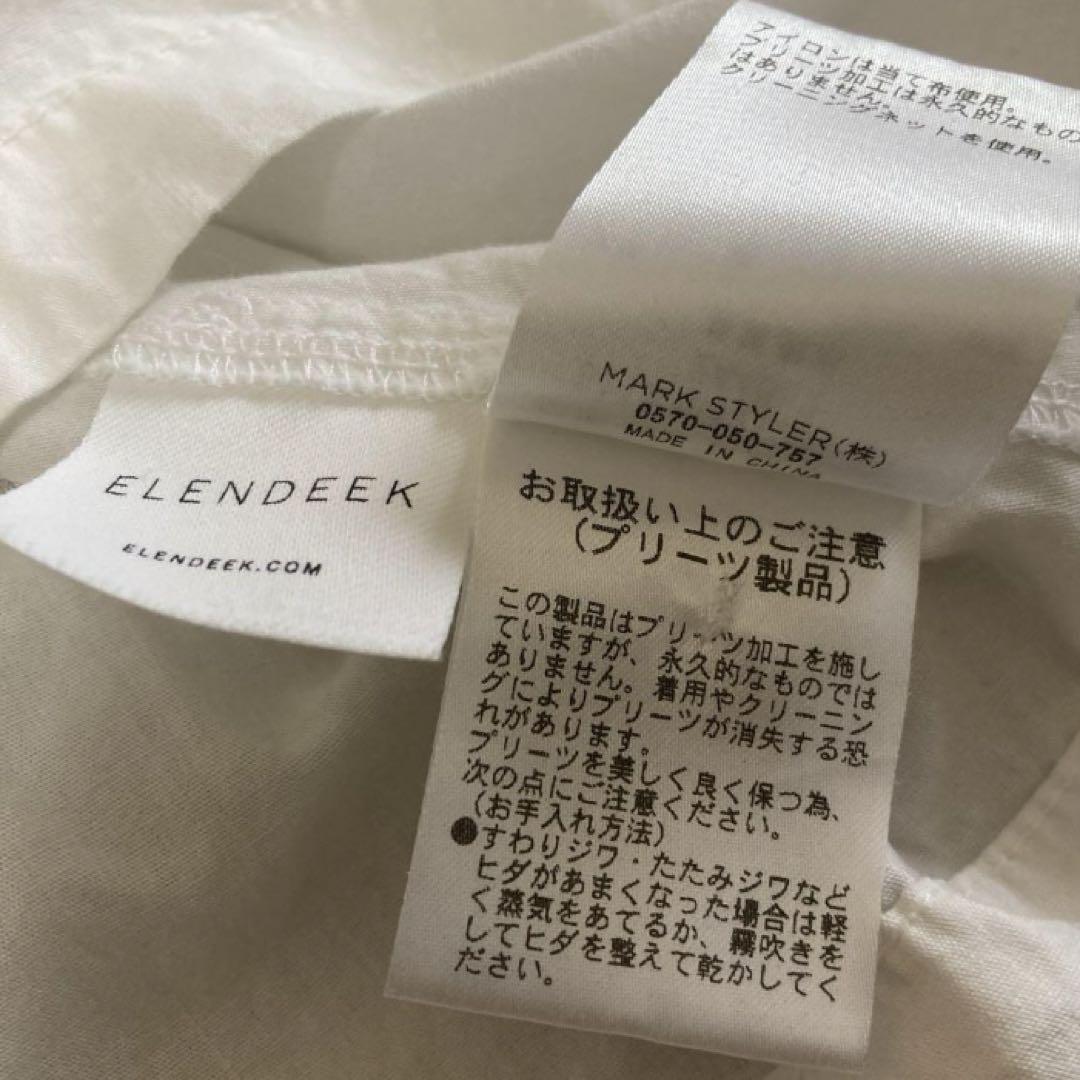 アイロンは当て布使用。
プリーツ加工は永久的なもの
はありません。
クリーニングネットを使用。
MARK STYLER(株)
0570-050-757
MADE IN CHINA
ELENDEEK
ELENDEEK.COM
お取扱い上のご注意
(プリーツ製品)
この製品はプリーツ加工を施し
ていますが、永久的なものでは
ありません。着用やクリーニン
グによりプリーツが消失する恐
れがあります。
プリーツを美しく良く保つ為、
次の点にご注意ください。
(お手入れ方法)
●すわりジワ・たたみジワなど
ヒダがあまくなった場合は軽
く蒸気をあてるか、霧吹きを
してヒダを整えて乾かしてく
ださい。